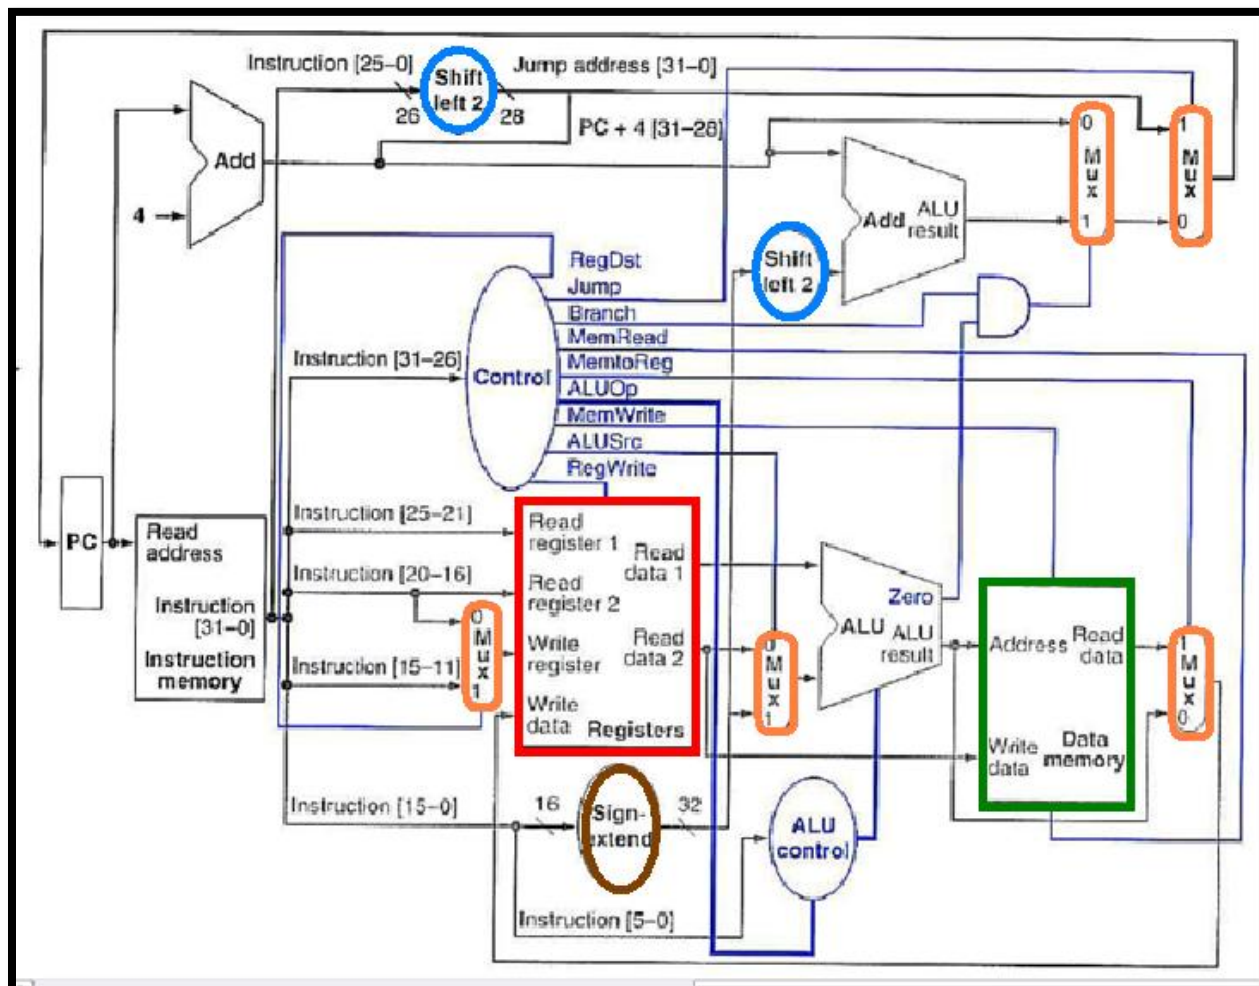 Instruction [25–0]
Shift
left 2
Jump address [31–0]
26
28
PC + 4 [31–28]
Add
4
0
M
u
x
1
1
M
u
x
0
Add
ALU
result
Shift
left 2
RegDst
Jump
Branch
MemRead
MemtoReg
ALUOp
MemWrite
ALUSrc
RegWrite
Instruction [31–26]
Control
PC
Read
address
Instruction
[31–0]
Instruction
memory
Instruction [25–21]
Instruction [20–16]
Instruction [15–11]
0
M
u
x
1
Read
register 1
Read
register 2
Write
register
Write
data
Read
data 1
Read
data 2
Registers
0
M
u
x
1
Zero
ALU
ALU
result
Address
Read
data
Write
data
Data
memory
1
M
u
x
0
Instruction [15–0]
16
Sign-
extend
32
ALU
control
Instruction [5–0]